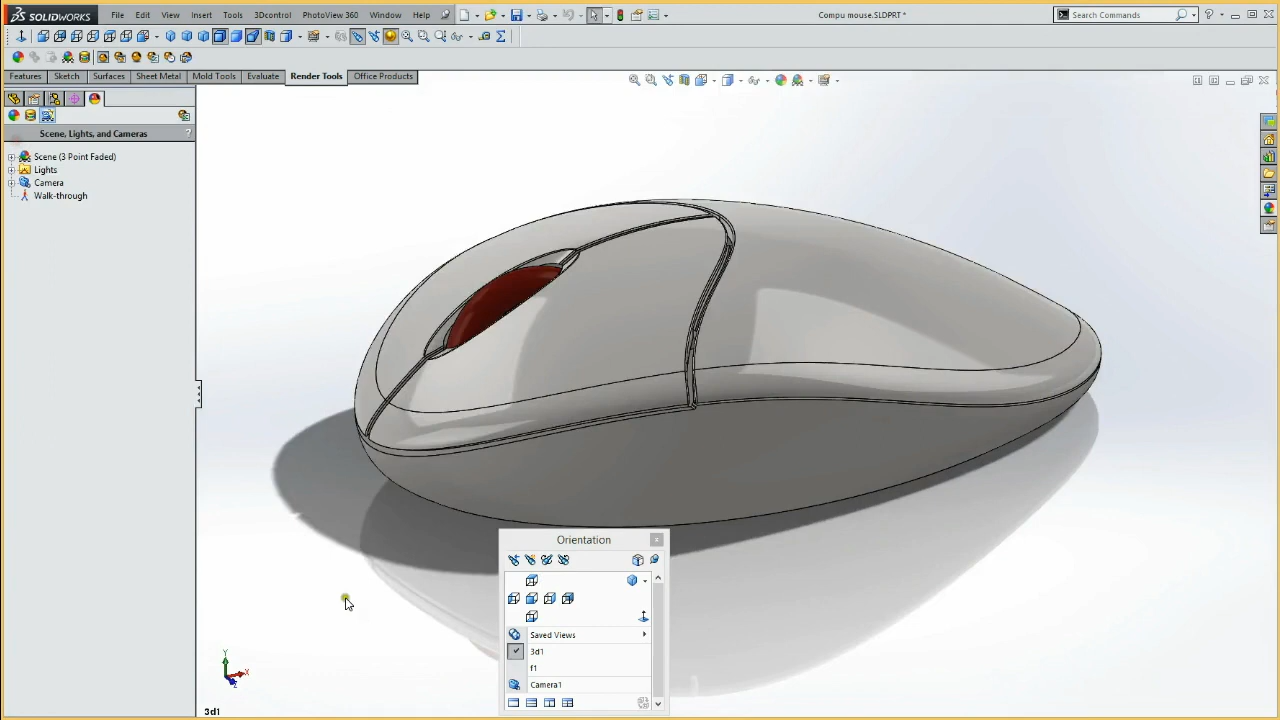 SOLIDWORKS File Edit View Insert Tools 3Dcontrol PhotoView 360 Window Help Compu mouse.SLDPRT * Search Commands
Features Sketch Surfaces Sheet Metal Mold Tools Evaluate Render Tools Office Products
Scene, Lights, and Cameras ?
Scene (3 Point Faded)
Lights
Camera
Walk-through
Orientation
Saved Views
3d1
f1
Camera1
Y
X
Z
3d1